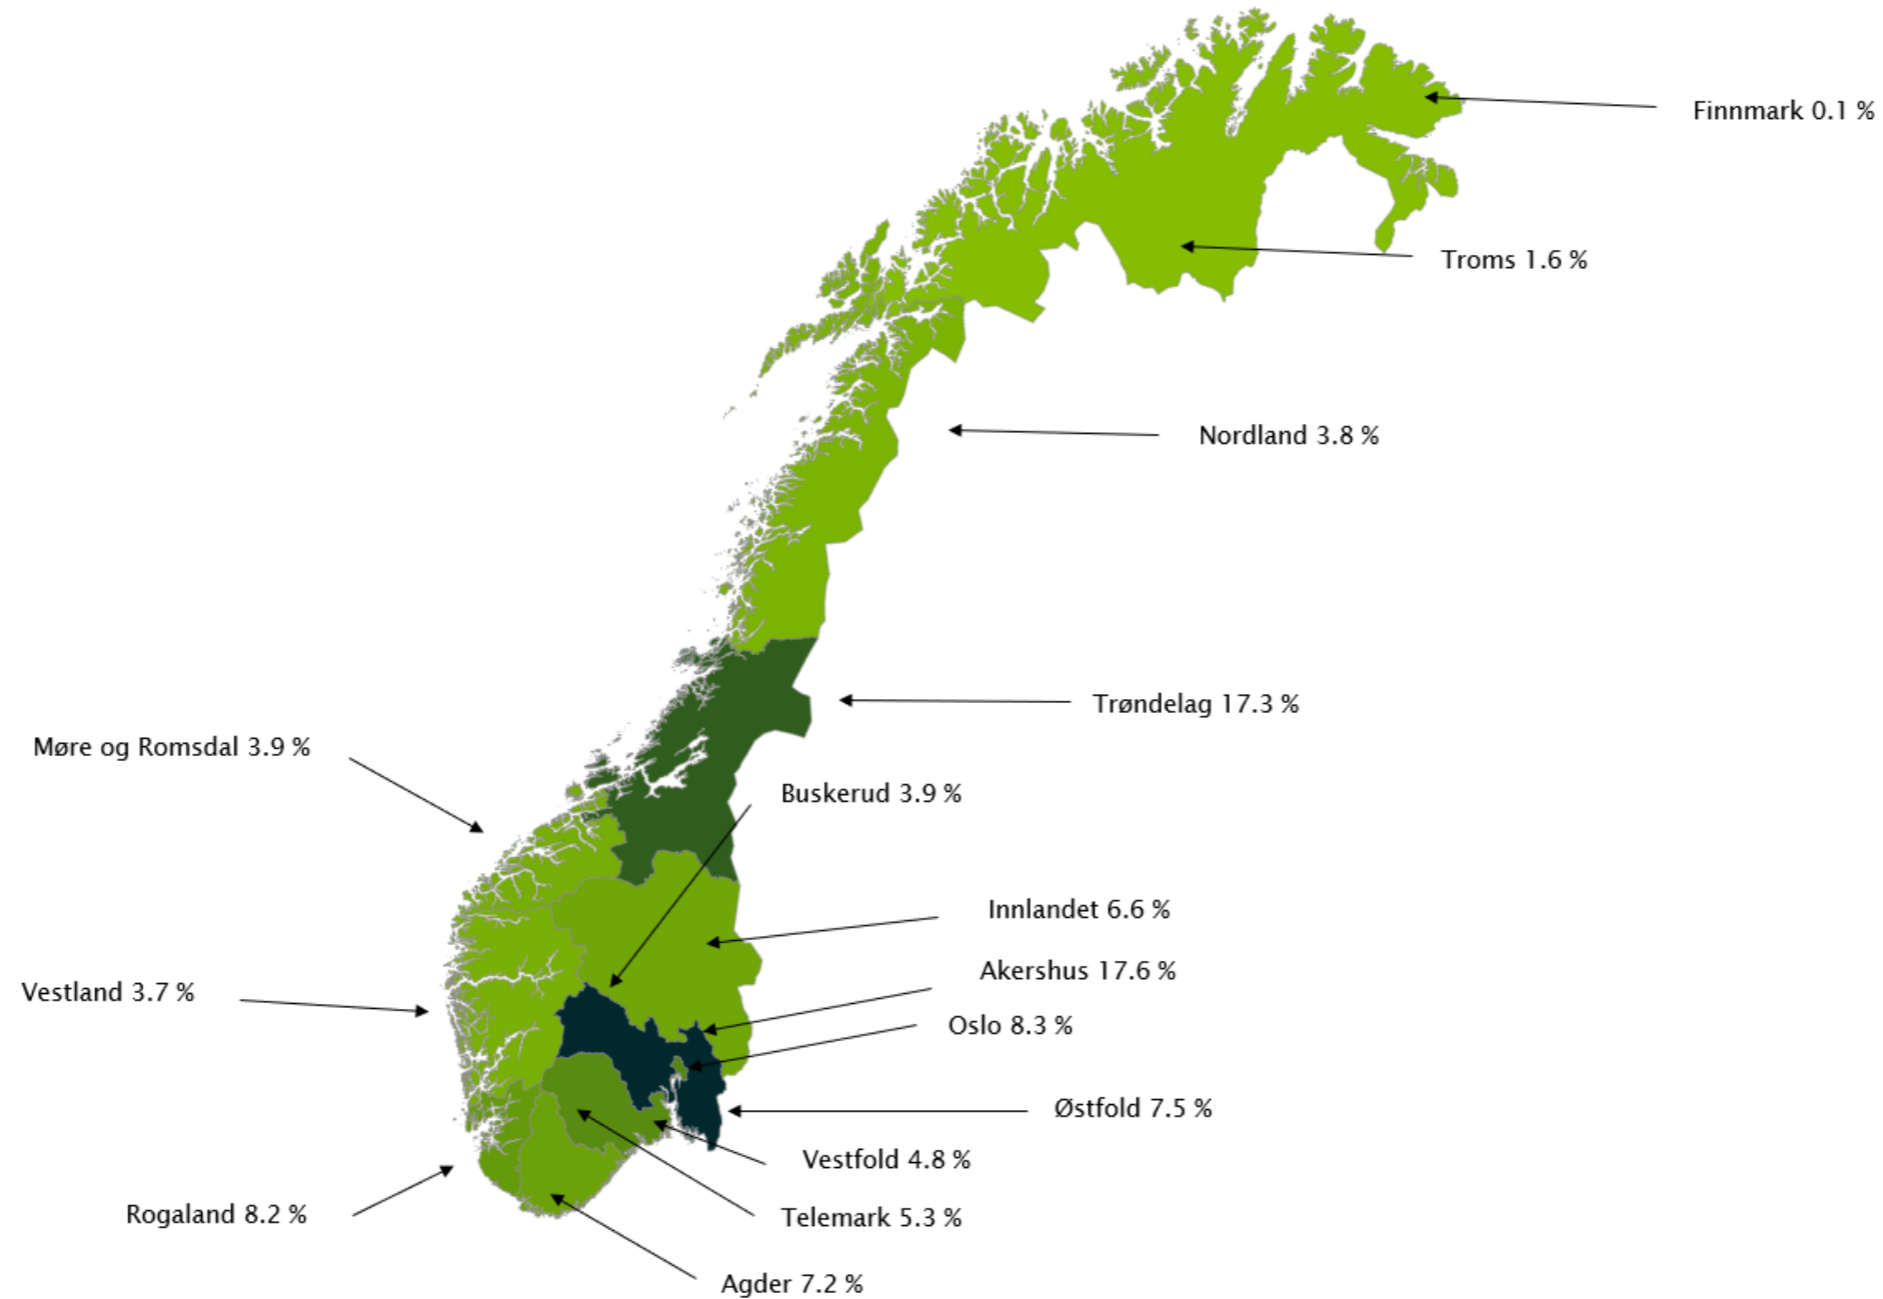 Finnmark 0.1 %
Troms 1.6 %
Nordland 3.8 %
Trøndelag 17.3 %
Møre og Romsdal 3.9 %
Buskerud 3.9 %
Innlandet 6.6 %
Akershus 17.6 %
Vestland 3.7 %
Oslo 8.3 %
Østfold 7.5 %
Vestfold 4.8 %
Rogaland 8.2 %
Telemark 5.3 %
Agder 7.2 %